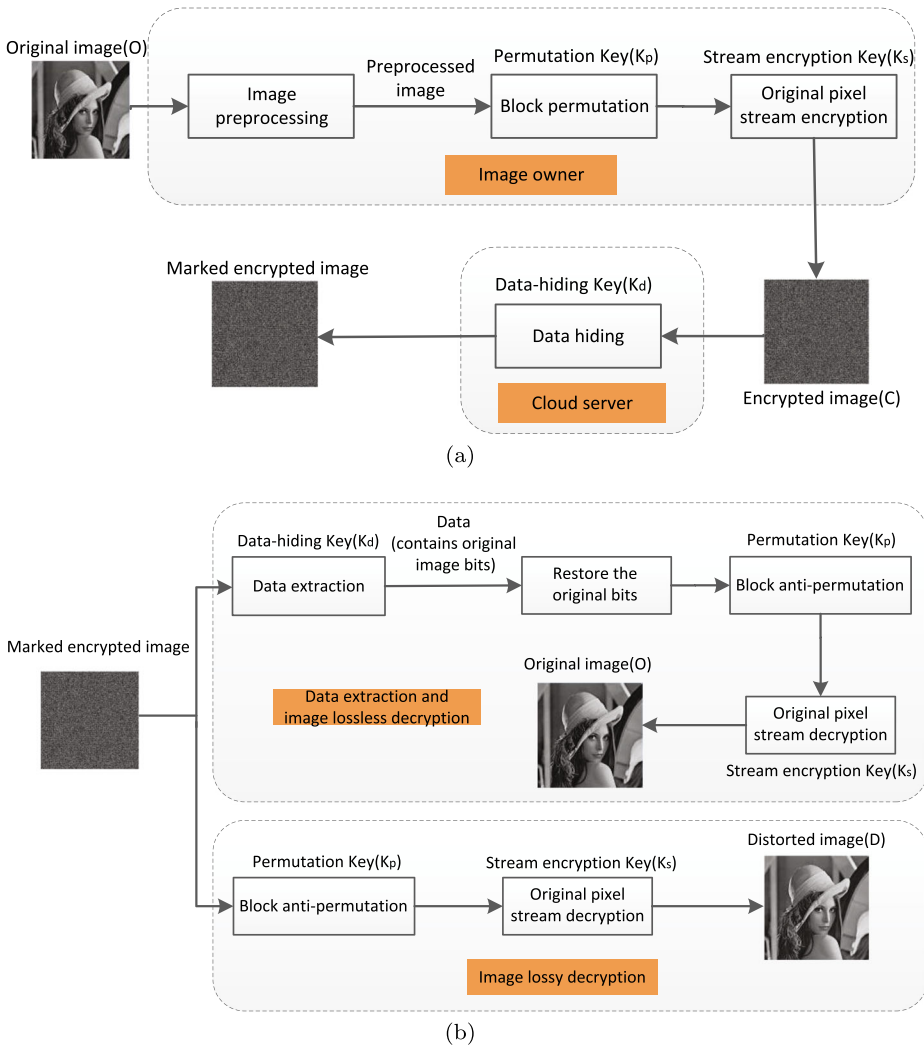 Original image(O)
Image
preprocessing
Preprocessed
image
Permutation Key(Kp)
Block permutation
Stream encryption Key(Ks)
Original pixel
stream encryption
Image owner
Marked encrypted image
Data-hiding Key(Kd)
Data hiding
Cloud server
Encrypted image(C)
(a)
Data-hiding Key(Kd)
Data extraction
Data
(contains original
image bits)
Restore the
original bits
Permutation Key(Kp)
Block anti-permutation
Marked encrypted image
Data extraction and
image lossless decryption
Original image(O)
Original pixel
stream decryption
Stream encryption Key(Ks)
Permutation Key(Kp)
Block anti-permutation
Stream encryption Key(Ks)
Original pixel
stream decryption
Distorted image(D)
Image lossy decryption
(b)